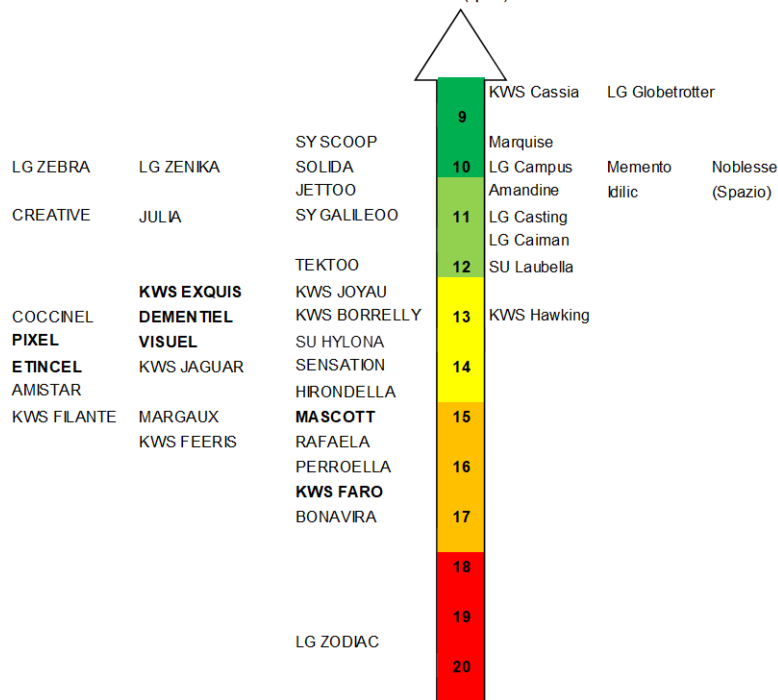 KWS Cassia LG Globetrotter
9
SY SCOOP Marquise
LG ZEBRA LG ZENIKA SOLIDA 10 LG Campus Memento Noblesse
JETTOO Amandine Idilic (Spazio)
CREATIVE JULIA SY GALILEOO 11 LG Casting
LG Caiman
TEKTOO 12 SU Laubella
KWS EXQUIS KWS JOYAU
COCCINEL DEMENTIEL KWS BORRELLY 13 KWS Hawking
PIXEL VISUEL SU HYLONA
ETINCEL KWS JAGUAR SENSATION 14
AMISTAR HIRONDELLA
KWS FILANTE MARGAUX MASCOTT 15
KWS FEERIS RAFAELA
PERROELLA 16
KWS FARO
BONAVIRA 17
18
19
LG ZODIAC
20